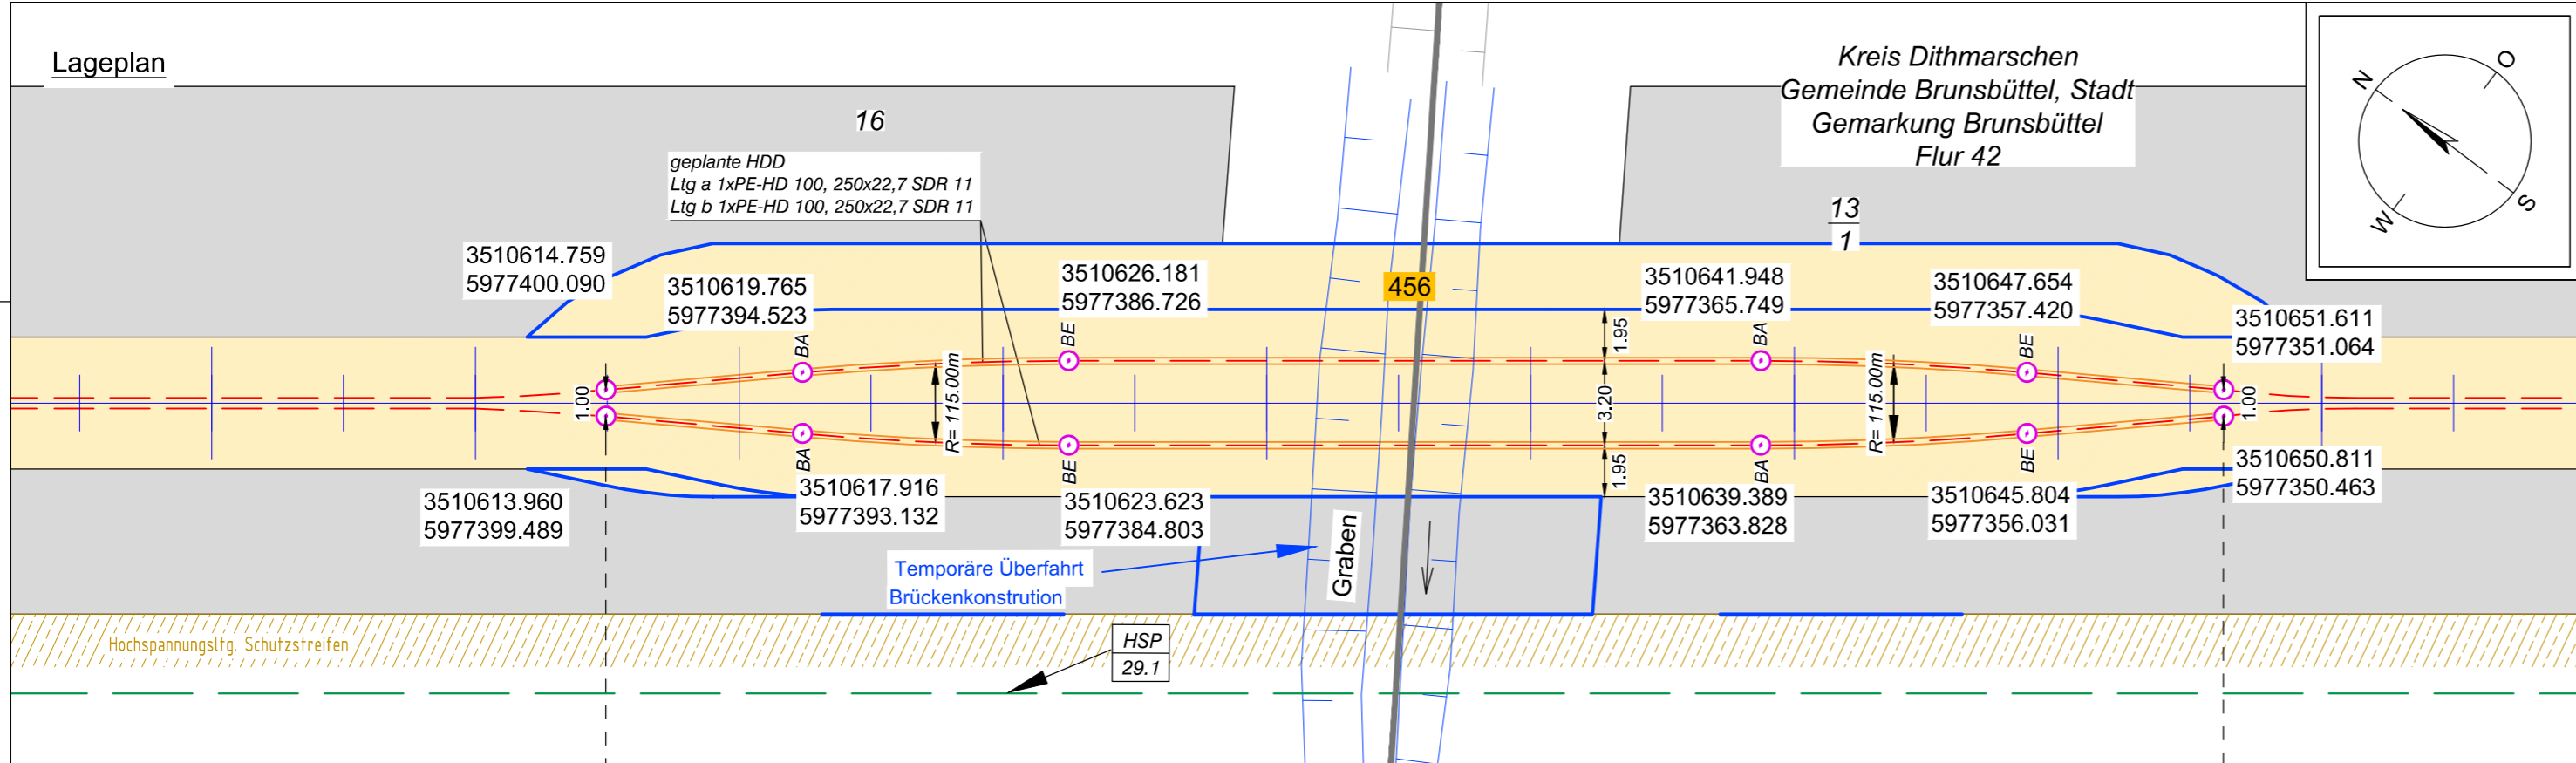 Lageplan
Kreis Dithmarschen
Gemeinde Brunsbüttel, Stadt
Gemarkung Brunsbüttel
Flur 42
N
O
S
W
16
13
1
geplante HDD
Ltg a 1xPE-HD 100, 250x22,7 SDR 11
Ltg b 1xPE-HD 100, 250x22,7 SDR 11
3510614.759
5977400.090
3510619.765
5977394.523
3510626.181
5977386.726
456
3510641.948
5977365.749
3510647.654
5977357.420
3510651.611
5977351.064
BA
BE
BA
BE
1.95
1.00
R= 115.00m
3.20
R= 115.00m
1.00
BA
BE
1.95
BA
BE
3510613.960
5977399.489
3510617.916
5977393.132
3510623.623
5977384.803
3510639.389
5977363.828
3510645.804
5977356.031
3510650.811
5977350.463
Temporäre Überfahrt
Brückenkonstrution
Graben
Hochspannungsltg. Schutzstreifen
HSP
29.1